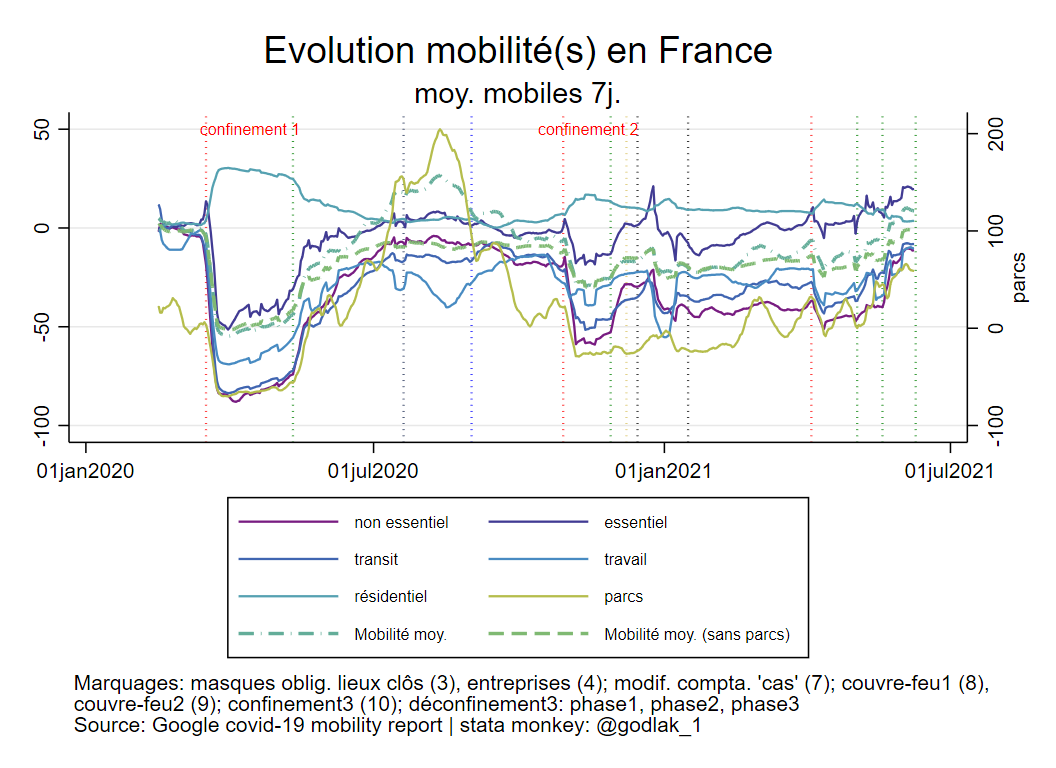 Evolution mobilité(s) en France
moy. mobiles 7j.
confinement 1
confinement 2
50
0
-50
-100
200
100
0
-100
parcs
01jan2020
01jul2020
01jan2021
01jul2021
non essentiel
essentiel
transit
travail
résidentiel
parcs
Mobilité moy.
Mobilité moy. (sans parcs)
Marquages: masques oblig. lieux clôs (3), entreprises (4); modif. compta. 'cas' (7); couvre-feu1 (8),
couvre-feu2 (9); confinement3 (10); déconfinement3: phase1, phase2, phase3
Source: Google covid-19 mobility report | stata monkey: @godlak_1